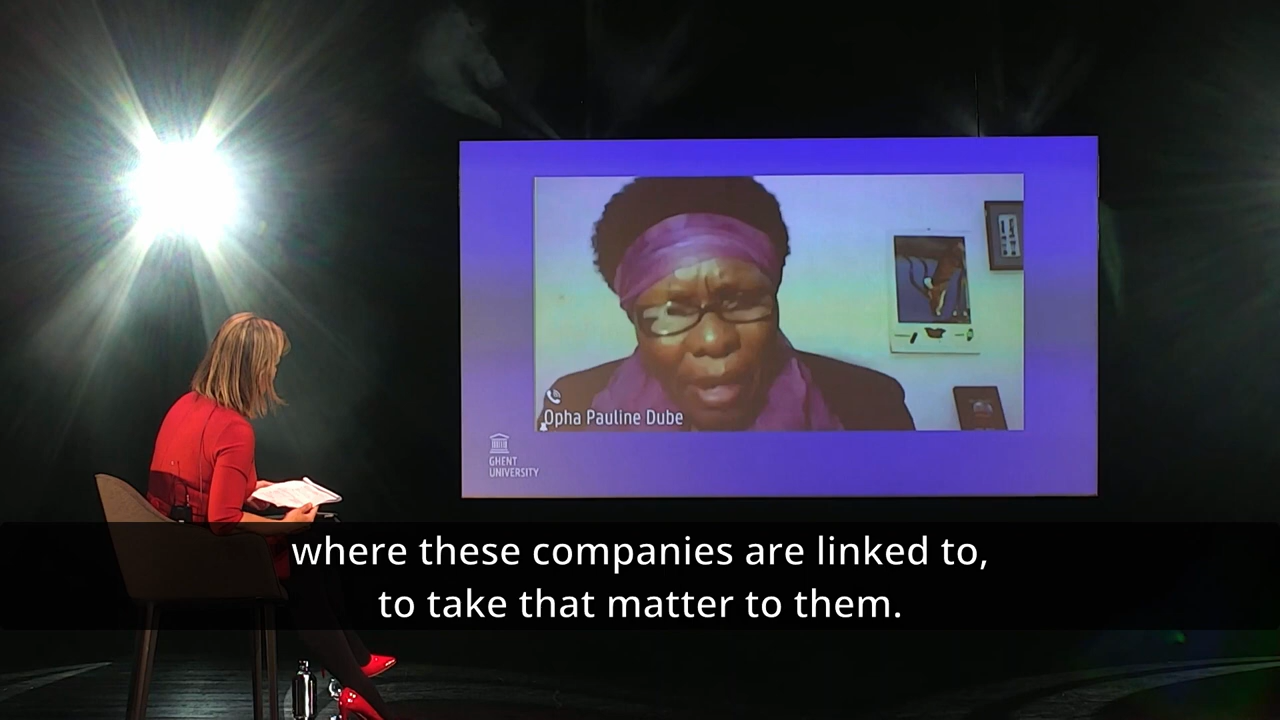 Opha Pauline Dube
GHENT
UNIVERSITY
where these companies are linked to,
to take that matter to them.